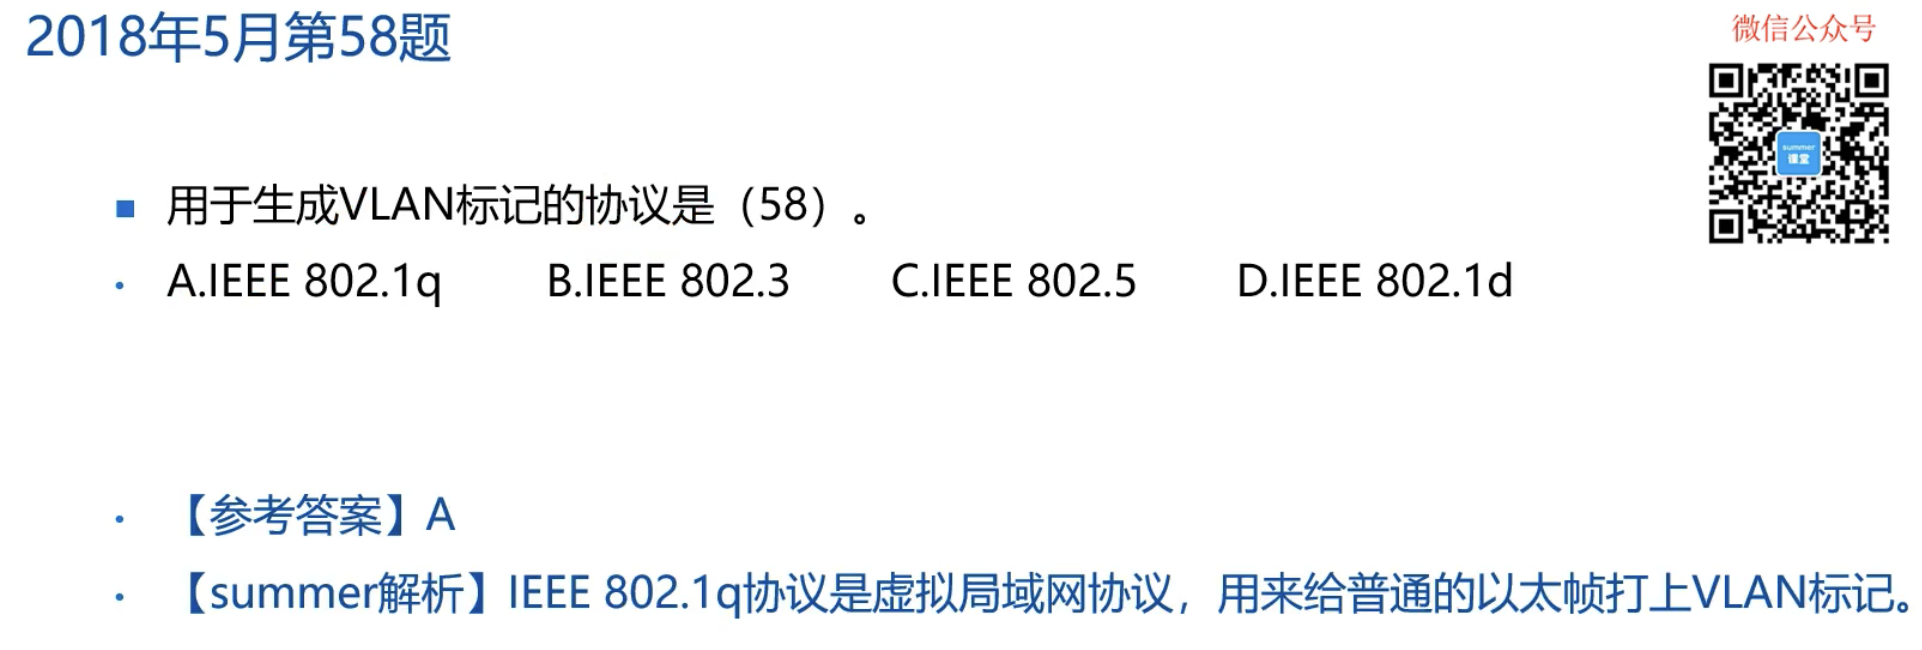 2018年5月第58题
微信公众号
summer
课堂
用于生成VLAN标记的协议是（58）。
A.IEEE 802.1q B.IEEE 802.3 C.IEEE 802.5 D.IEEE 802.1d
【参考答案】A
【summer解析】IEEE 802.1q协议是虚拟局域网协议，用来给普通的以太帧打上VLAN标记。